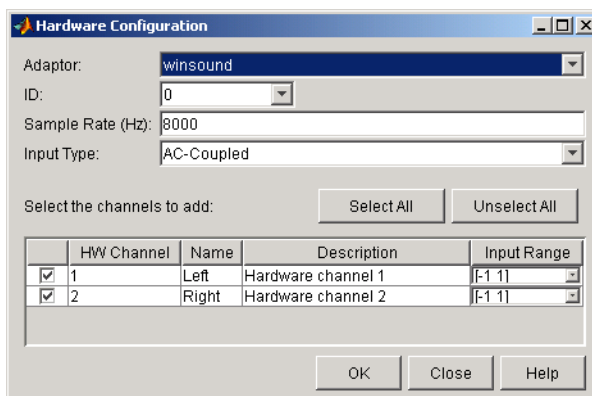 Hardware Configuration
Adaptor: winsound
ID: 0
Sample Rate (Hz): 8000
Input Type: AC-Coupled
Select the channels to add: Select All Unselect All
HW Channel Name Description Input Range
1 Left Hardware channel 1 [-1 1]
2 Right Hardware channel 2 [-1 1]
OK Close Help